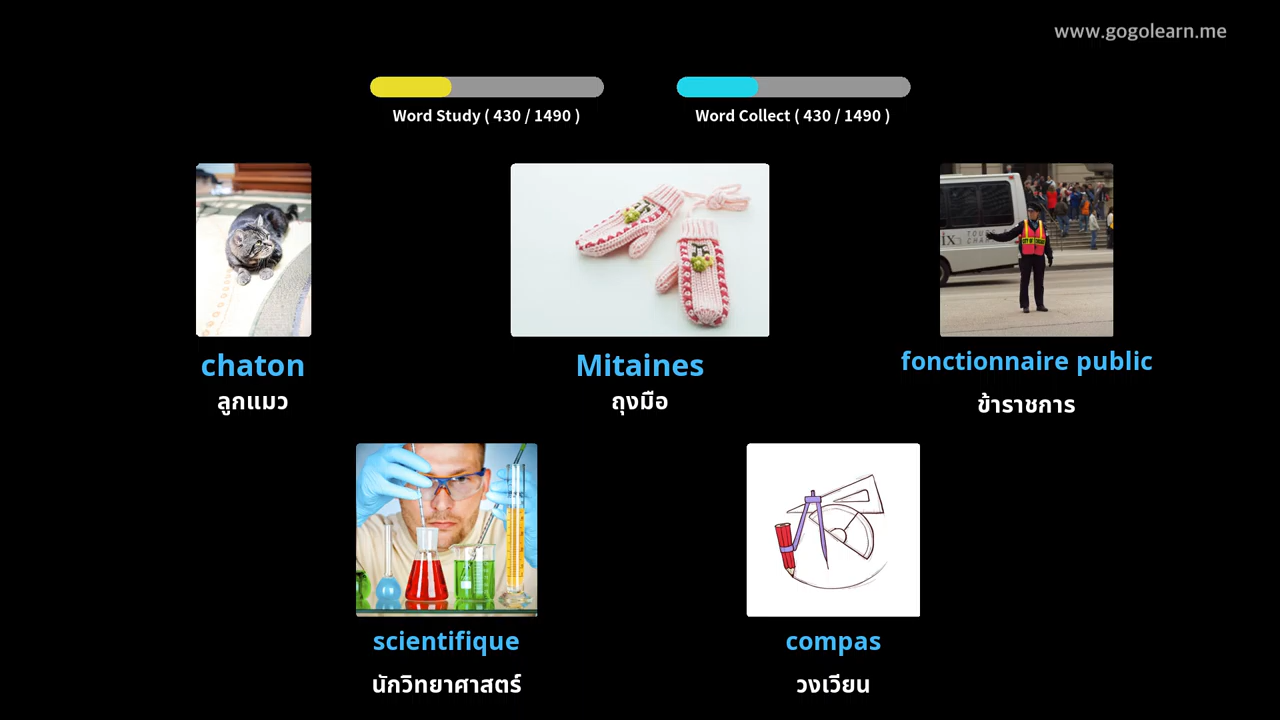 www.gogolearn.me
Word Study ( 430 / 1490 )
Word Collect ( 430 / 1490 )
chaton
ลูกแมว
Mitaines
ถุงมือ
fonctionnaire public
ข้าราชการ
scientifique
นักวิทยาศาสตร์
compas
วงเวียน